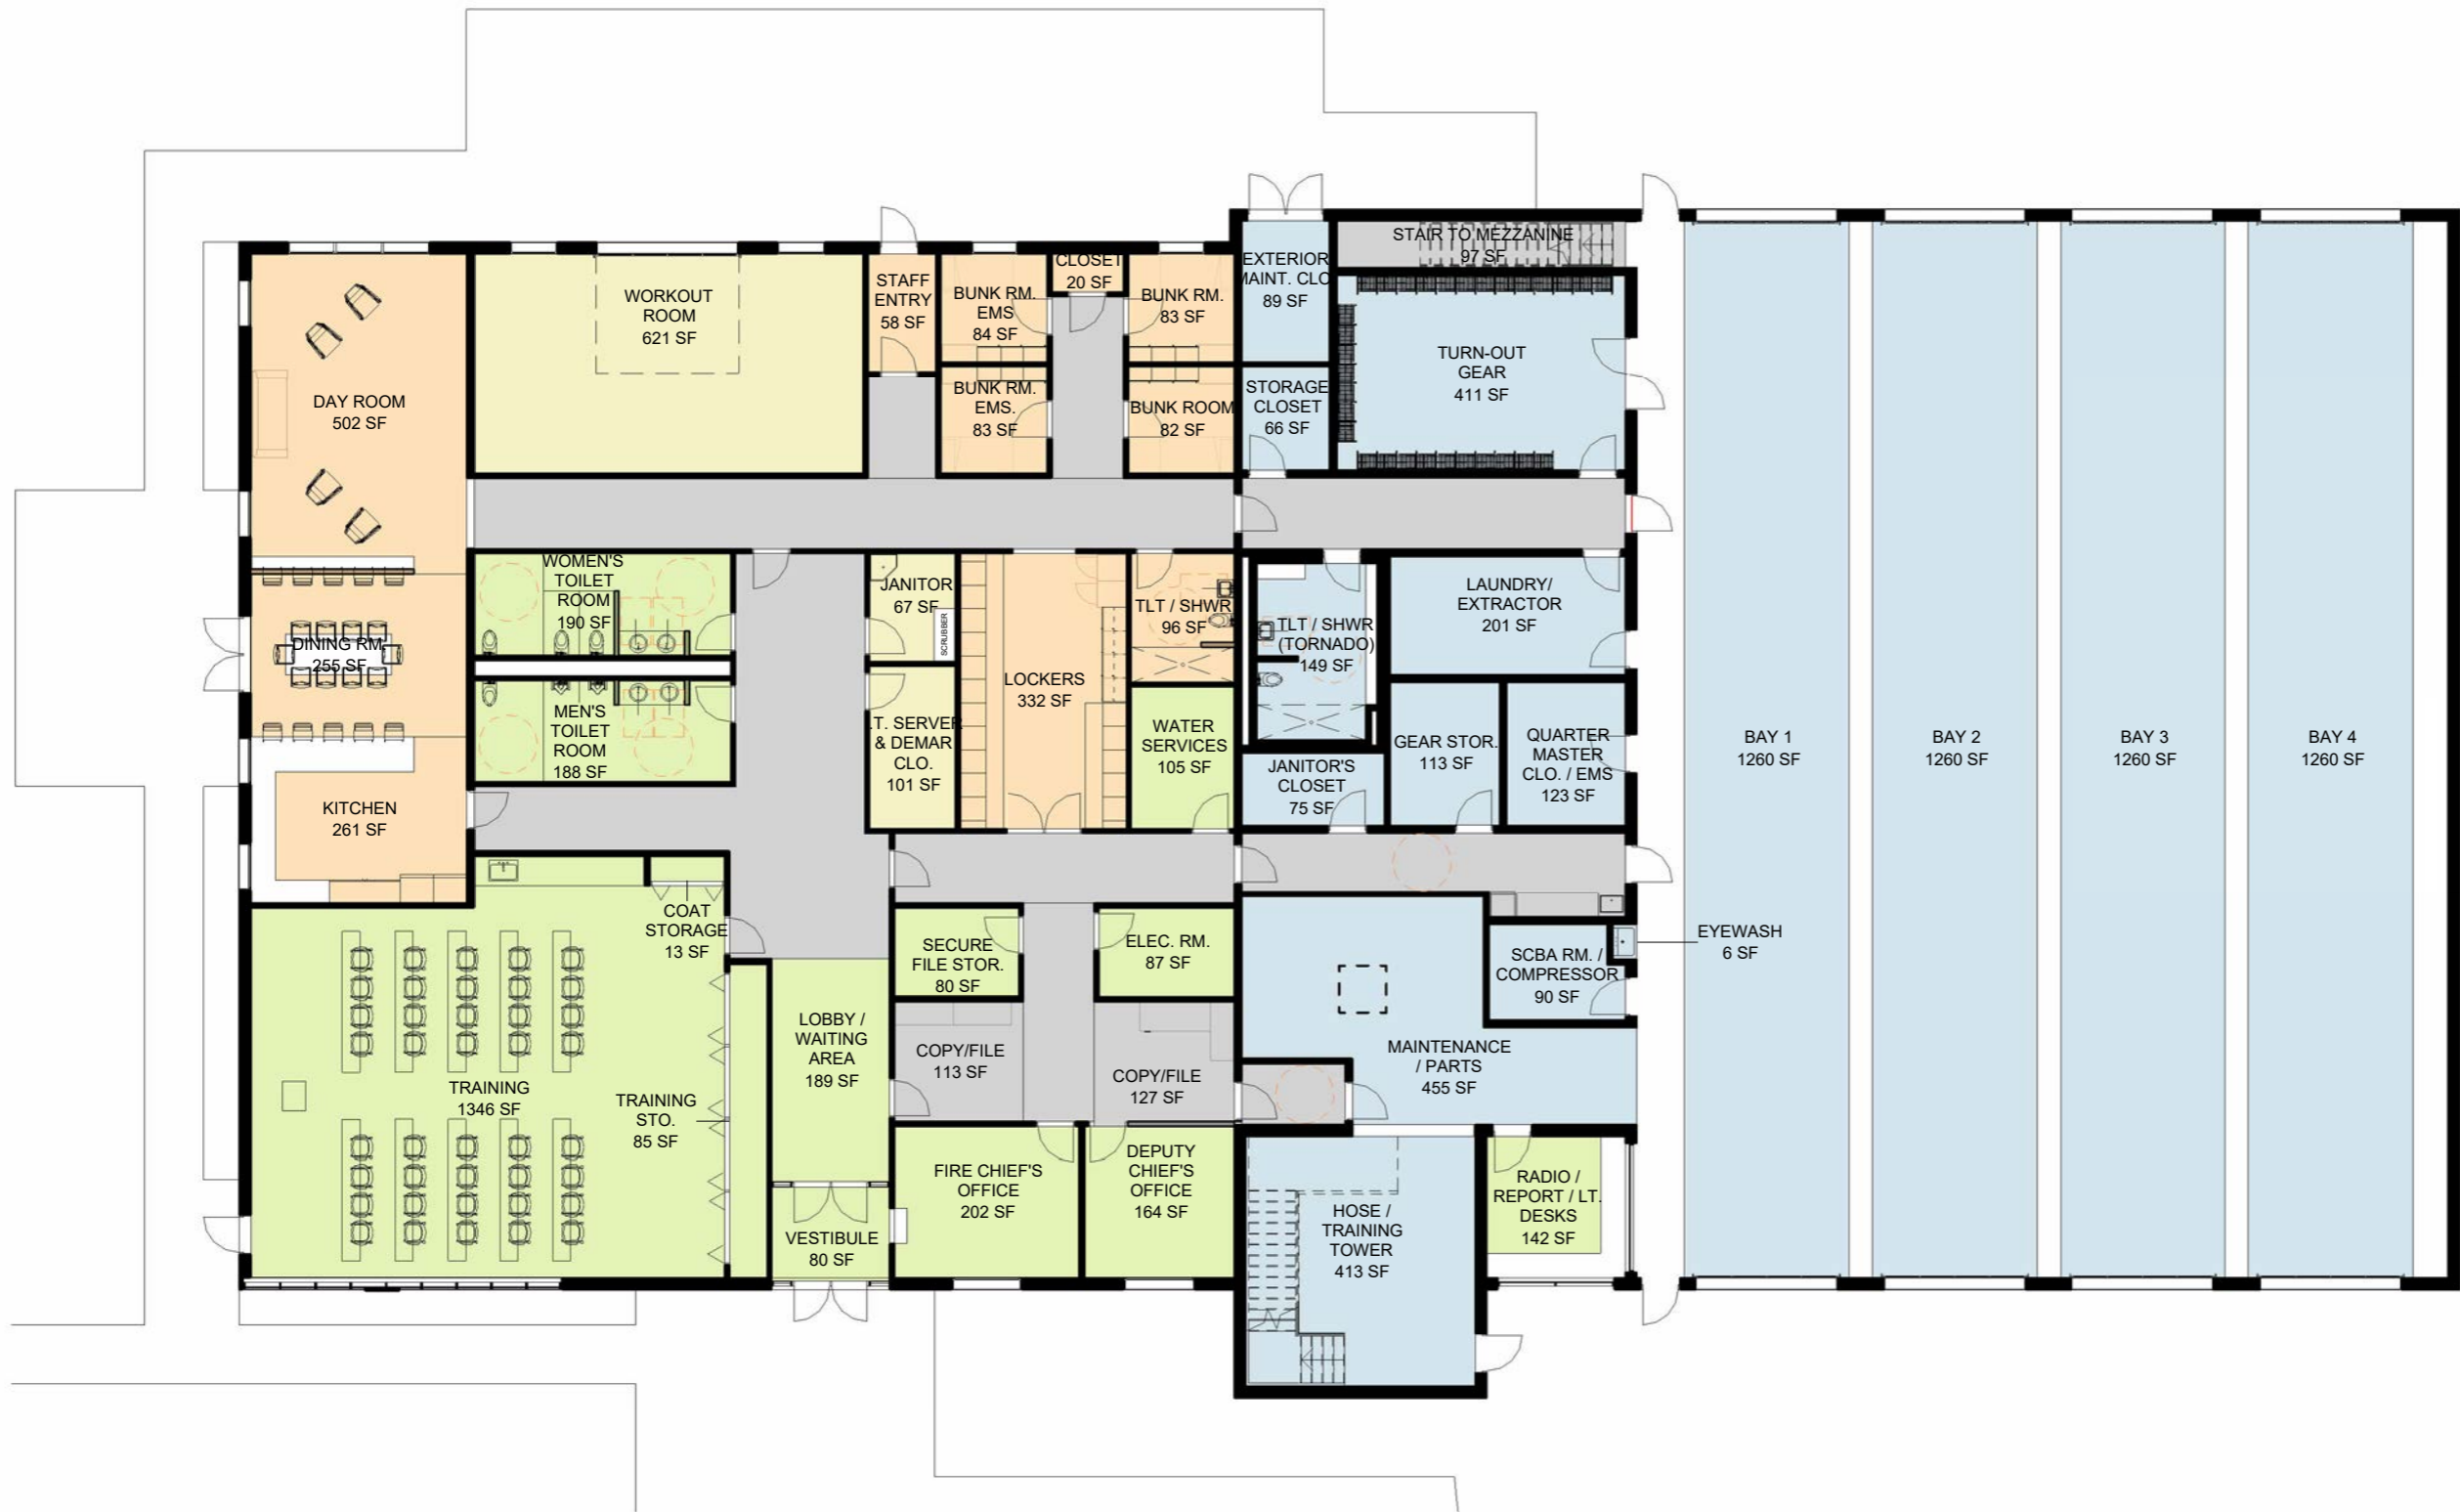 STAIR TO MEZZANINE
97 SF
EXTERIOR
MAINT. CLO
89 SF
CLOSET
20 SF
STAFF
ENTRY
58 SF
BUNK RM.
EMS
84 SF
BUNK RM.
83 SF
WORKOUT
ROOM
621 SF
TURN-OUT
GEAR
411 SF
DAY ROOM
502 SF
BUNK RM.
EMS.
83 SF
BUNK ROOM
82 SF
STORAGE
CLOSET
66 SF
WOMEN'S
TOILET
ROOM
190 SF
JANITOR
67 SF
SCRUBBER
TLT / SHWR
96 SF
TLT / SHWR
(TORNADO)
149 SF
LAUNDRY/
EXTRACTOR
201 SF
DINING RM.
255 SF
LOCKERS
332 SF
MEN'S
TOILET
ROOM
188 SF
I.T. SERVER
& DEMAR
CLO.
101 SF
WATER
SERVICES
105 SF
JANITOR'S
CLOSET
75 SF
GEAR STOR.
113 SF
QUARTER
MASTER
CLO. / EMS
123 SF
BAY 1
1260 SF
BAY 2
1260 SF
BAY 3
1260 SF
BAY 4
1260 SF
KITCHEN
261 SF
COAT
STORAGE
13 SF
SECURE
FILE STOR.
80 SF
ELEC. RM.
87 SF
SCBA RM. /
COMPRESSOR
90 SF
EYEWASH
6 SF
LOBBY /
WAITING
AREA
189 SF
COPY/FILE
113 SF
COPY/FILE
127 SF
MAINTENANCE
/ PARTS
455 SF
TRAINING
1346 SF
TRAINING
STO.
85 SF
FIRE CHIEF'S
OFFICE
202 SF
DEPUTY
CHIEF'S
OFFICE
164 SF
VESTIBULE
80 SF
HOSE /
TRAINING
TOWER
413 SF
RADIO /
REPORT / LT.
DESKS
142 SF